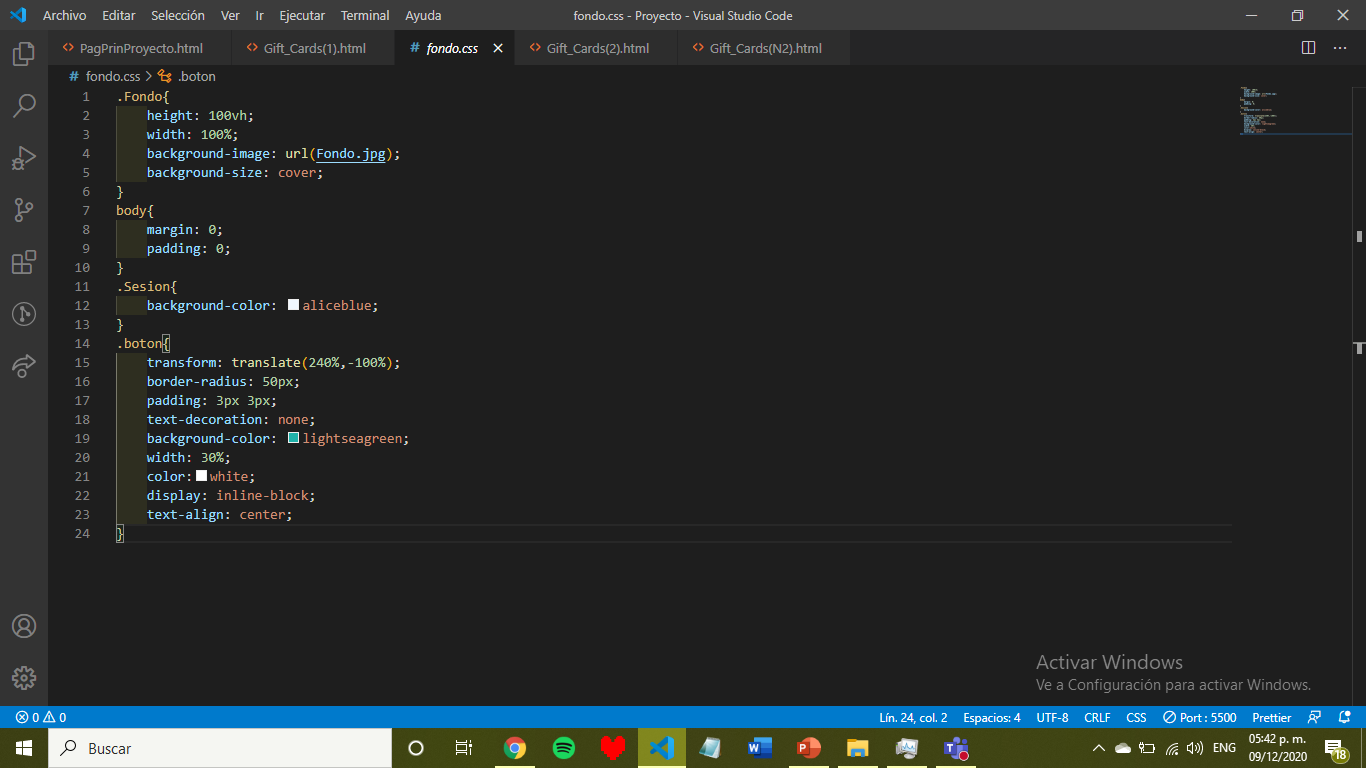 Archivo Editar Selección Ver Ir Ejecutar Terminal Ayuda fondo.css - Proyecto - Visual Studio Code
PagPrinProyecto.html Gift_Cards(1).html fondo.css Gift_Cards(2).html Gift_Cards(N2).html
fondo.css > .boton
1 .Fondo{
2 height: 100vh;
3 width: 100%;
4 background-image: url(Fondo.jpg);
5 background-size: cover;
6 }
7 body{
8 margin: 0;
9 padding: 0;
10 }
11 .Sesion{
12 background-color: aliceblue;
13 }
14 .boton{
15 transform: translate(240%,-100%);
16 border-radius: 50px;
17 padding: 3px 3px;
18 text-decoration: none;
19 background-color: lightseagreen;
20 width: 30%;
21 color: white;
22 display: inline-block;
23 text-align: center;
24 }
Activar Windows
Ve a Configuración para activar Windows.
0 0 Lín. 24, col. 2 Espacios: 4 UTF-8 CRLF CSS Port : 5500 Prettier
Buscar
ENG
05:42 p. m.
09/12/2020
18